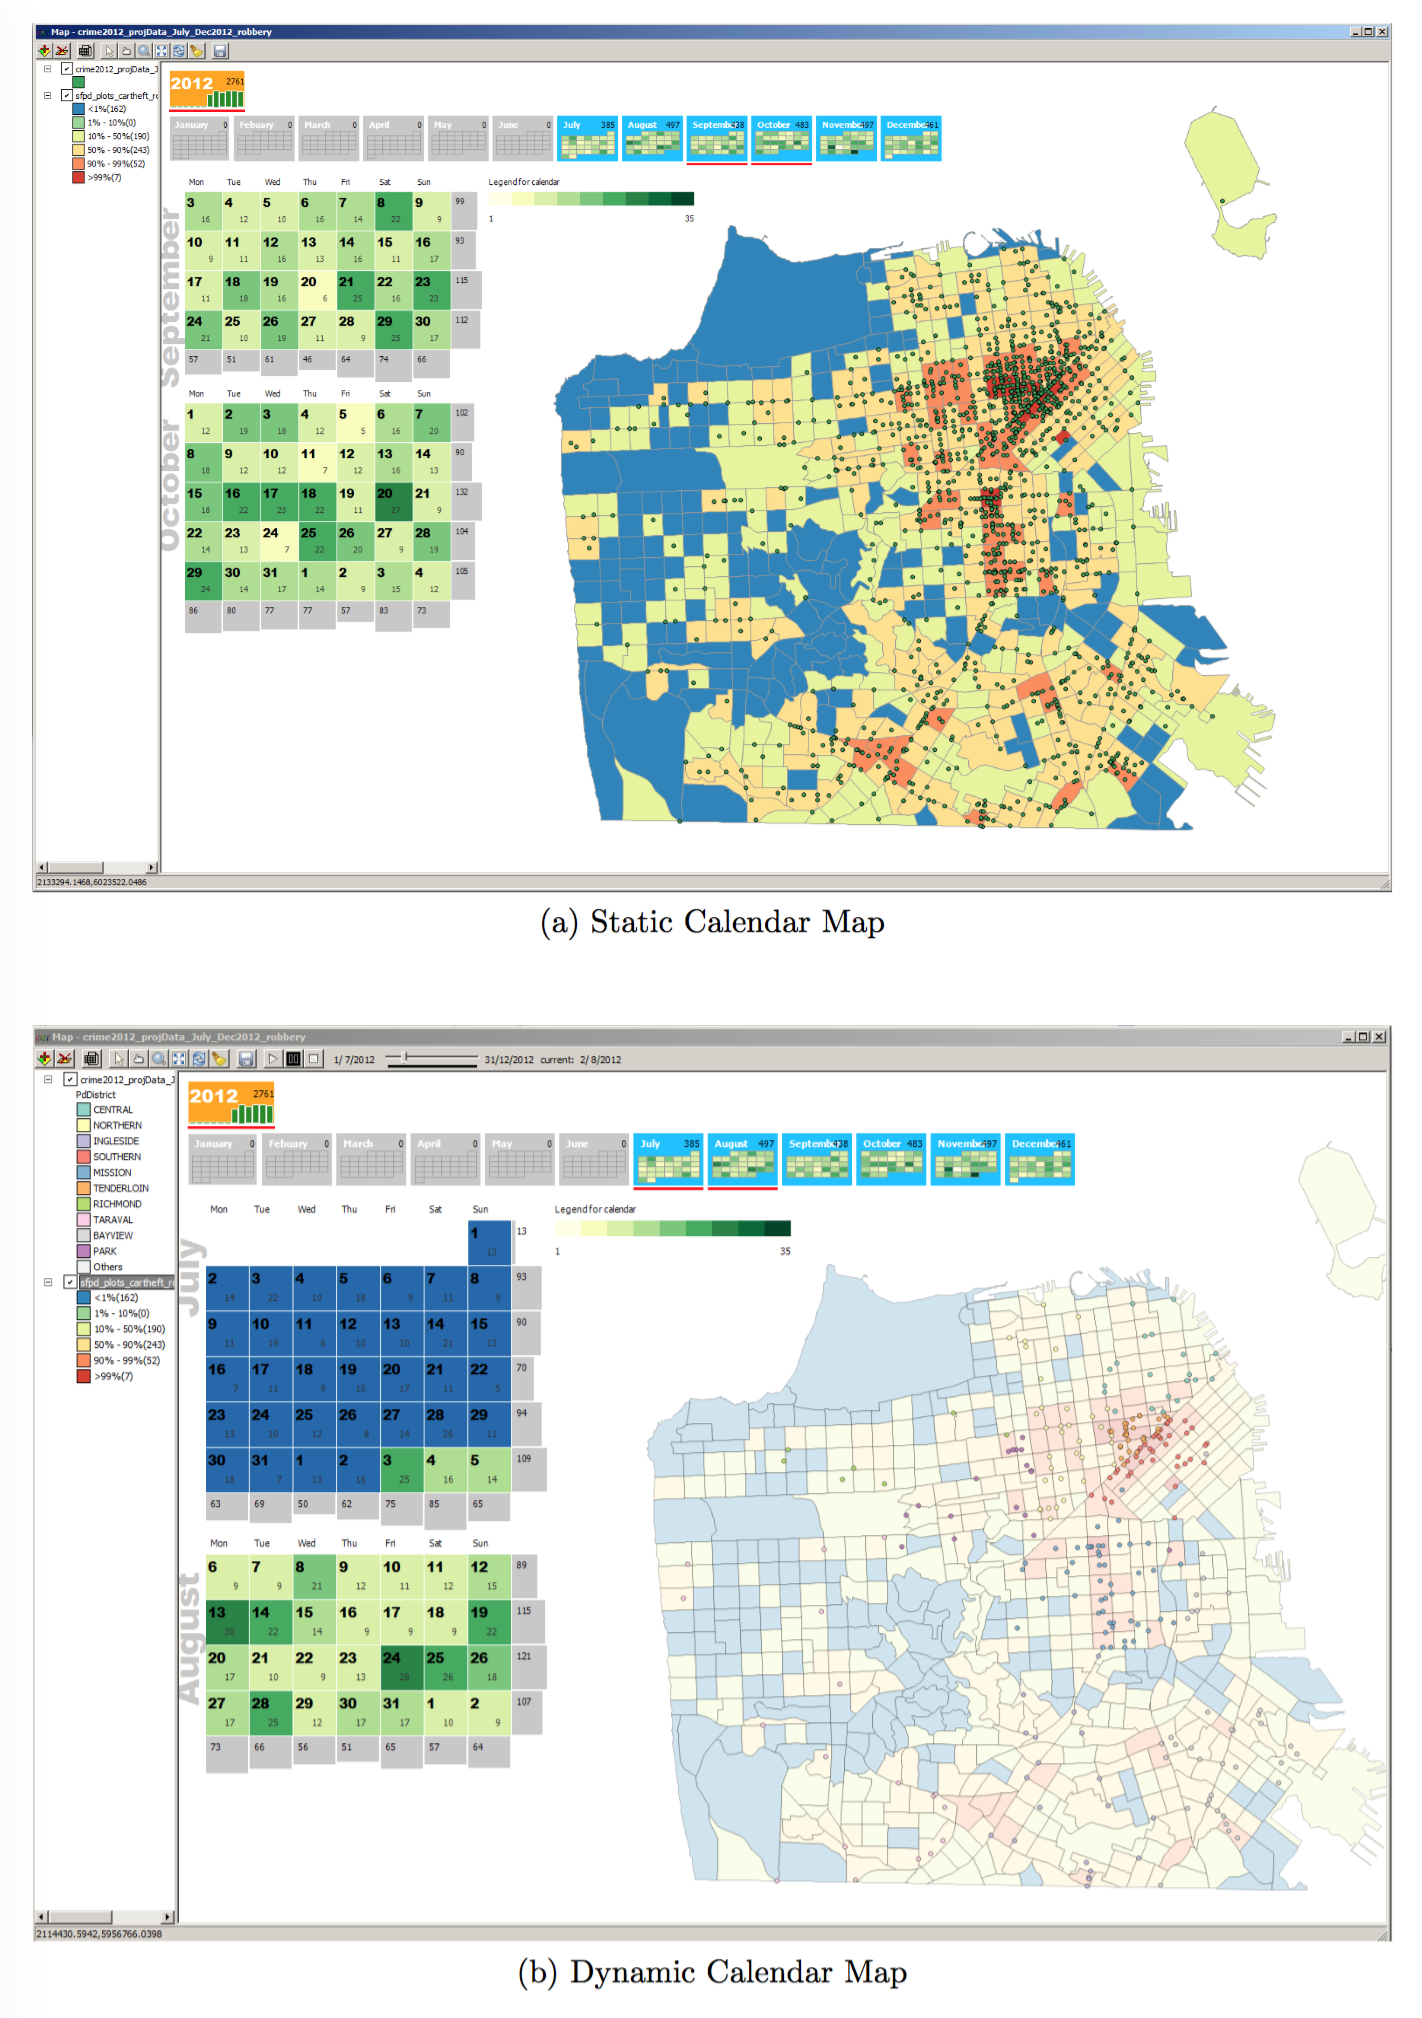 Map - crime2012_projData_July_Dec2012_robbery
crime2012_projData_J
sfpd_plots_cartheft_r
<1%(162)
1% - 10%(0)
10% - 50%(190)
50% - 90%(243)
90% - 99%(52)
>99%(7)
2012 2761
January 0 Febuary 0 March 0 April 0 May 0 June 0 July 385 August 497 September 438 October 483 November 497 December 461
Legend for calendar
1 35
September
Mon Tue Wed Thu Fri Sat Sun
3 4 5 6 7 8 9 99
16 12 10 16 14 22 9
10 11 12 13 14 15 16 93
9 11 16 13 16 11 17
17 18 19 20 21 22 23 115
11 18 16 6 25 16 23
24 25 26 27 28 29 30 112
21 10 19 11 9 25 17
57 51 61 46 64 74 66
October
Mon Tue Wed Thu Fri Sat Sun
1 2 3 4 5 6 7 102
12 19 18 12 5 16 20
8 9 10 11 12 13 14 90
18 12 12 7 12 16 13
15 16 17 18 19 20 21 132
18 22 23 22 11 27 9
22 23 24 25 26 27 28 104
14 13 7 22 20 9 19
29 30 31 1 2 3 4 105
24 14 17 14 9 15 12
86 80 77 77 57 83 73
2133294.1468,6023522.0486
(a) Static Calendar Map
Map - crime2012_projData_July_Dec2012_robbery
1/ 7/2012 31/12/2012 current: 2/ 8/2012
crime2012_projData_J
PdDistrict
CENTRAL
NORTHERN
INGLESIDE
SOUTHERN
MISSION
TENDERLOIN
RICHMOND
TARAVAL
BAYVIEW
PARK
Others
sfpd_plots_cartheft_r
<1%(162)
1% - 10%(0)
10% - 50%(190)
50% - 90%(243)
90% - 99%(52)
>99%(7)
2012 2761
January 0 Febuary 0 March 0 April 0 May 0 June 0 July 385 August 497 September 438 October 483 November 497 December 461
Legend for calendar
1 35
July
Mon Tue Wed Thu Fri Sat Sun
1 13
13
2 3 4 5 6 7 8 93
14 22 10 18 9 11 9
9 10 11 12 13 14 15 90
11 19 6 10 10 21 13
16 17 18 19 20 21 22 70
7 11 9 10 17 11 5
23 24 25 26 27 28 29 94
13 10 12 8 14 26 11
30 31 1 2 3 4 5 109
18 7 13 16 25 16 14
63 69 50 62 75 85 65
August
Mon Tue Wed Thu Fri Sat Sun
6 7 8 9 10 11 12 89
9 9 21 12 11 12 15
13 14 15 16 17 18 19 115
30 22 14 9 9 9 22
20 21 22 23 24 25 26 121
17 10 9 13 28 26 18
27 28 29 30 31 1 2 107
17 25 12 17 17 10 9
73 66 56 51 65 57 64
2114430.5942,5956766.0398
(b) Dynamic Calendar Map